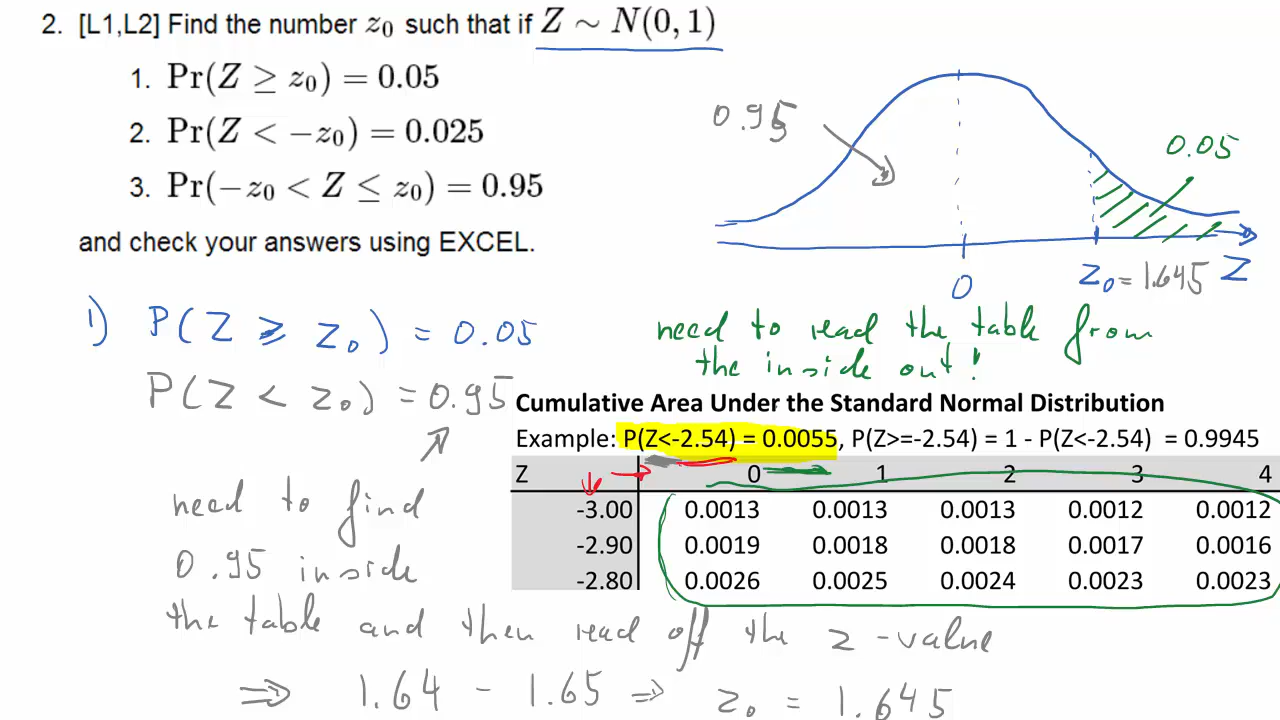 2. [L1,L2] Find the number z₀ such that if Z ∼ N(0, 1)
1. Pr(Z ≥ z₀) = 0.05
2. Pr(Z < −z₀) = 0.025
3. Pr(−z₀ < Z ≤ z₀) = 0.95
and check your answers using EXCEL.
0.95
0.05
0
z₀ = 1.645
Z
1) P(Z ≥ z₀) = 0.05
P(Z < z₀) = 0.95
need to read the table from
the inside out!
Cumulative Area Under the Standard Normal Distribution
Example: P(Z<-2.54) = 0.0055, P(Z>=-2.54) = 1 - P(Z<-2.54) = 0.9945
Z 0 1 2 3 4
-3.00 0.0013 0.0013 0.0013 0.0012 0.0012
-2.90 0.0019 0.0018 0.0018 0.0017 0.0016
-2.80 0.0026 0.0025 0.0024 0.0023 0.0023
need to find
0.95 inside
the table and then read off the z-value
⇒ 1.64 - 1.65 ⇒ z₀ = 1.645